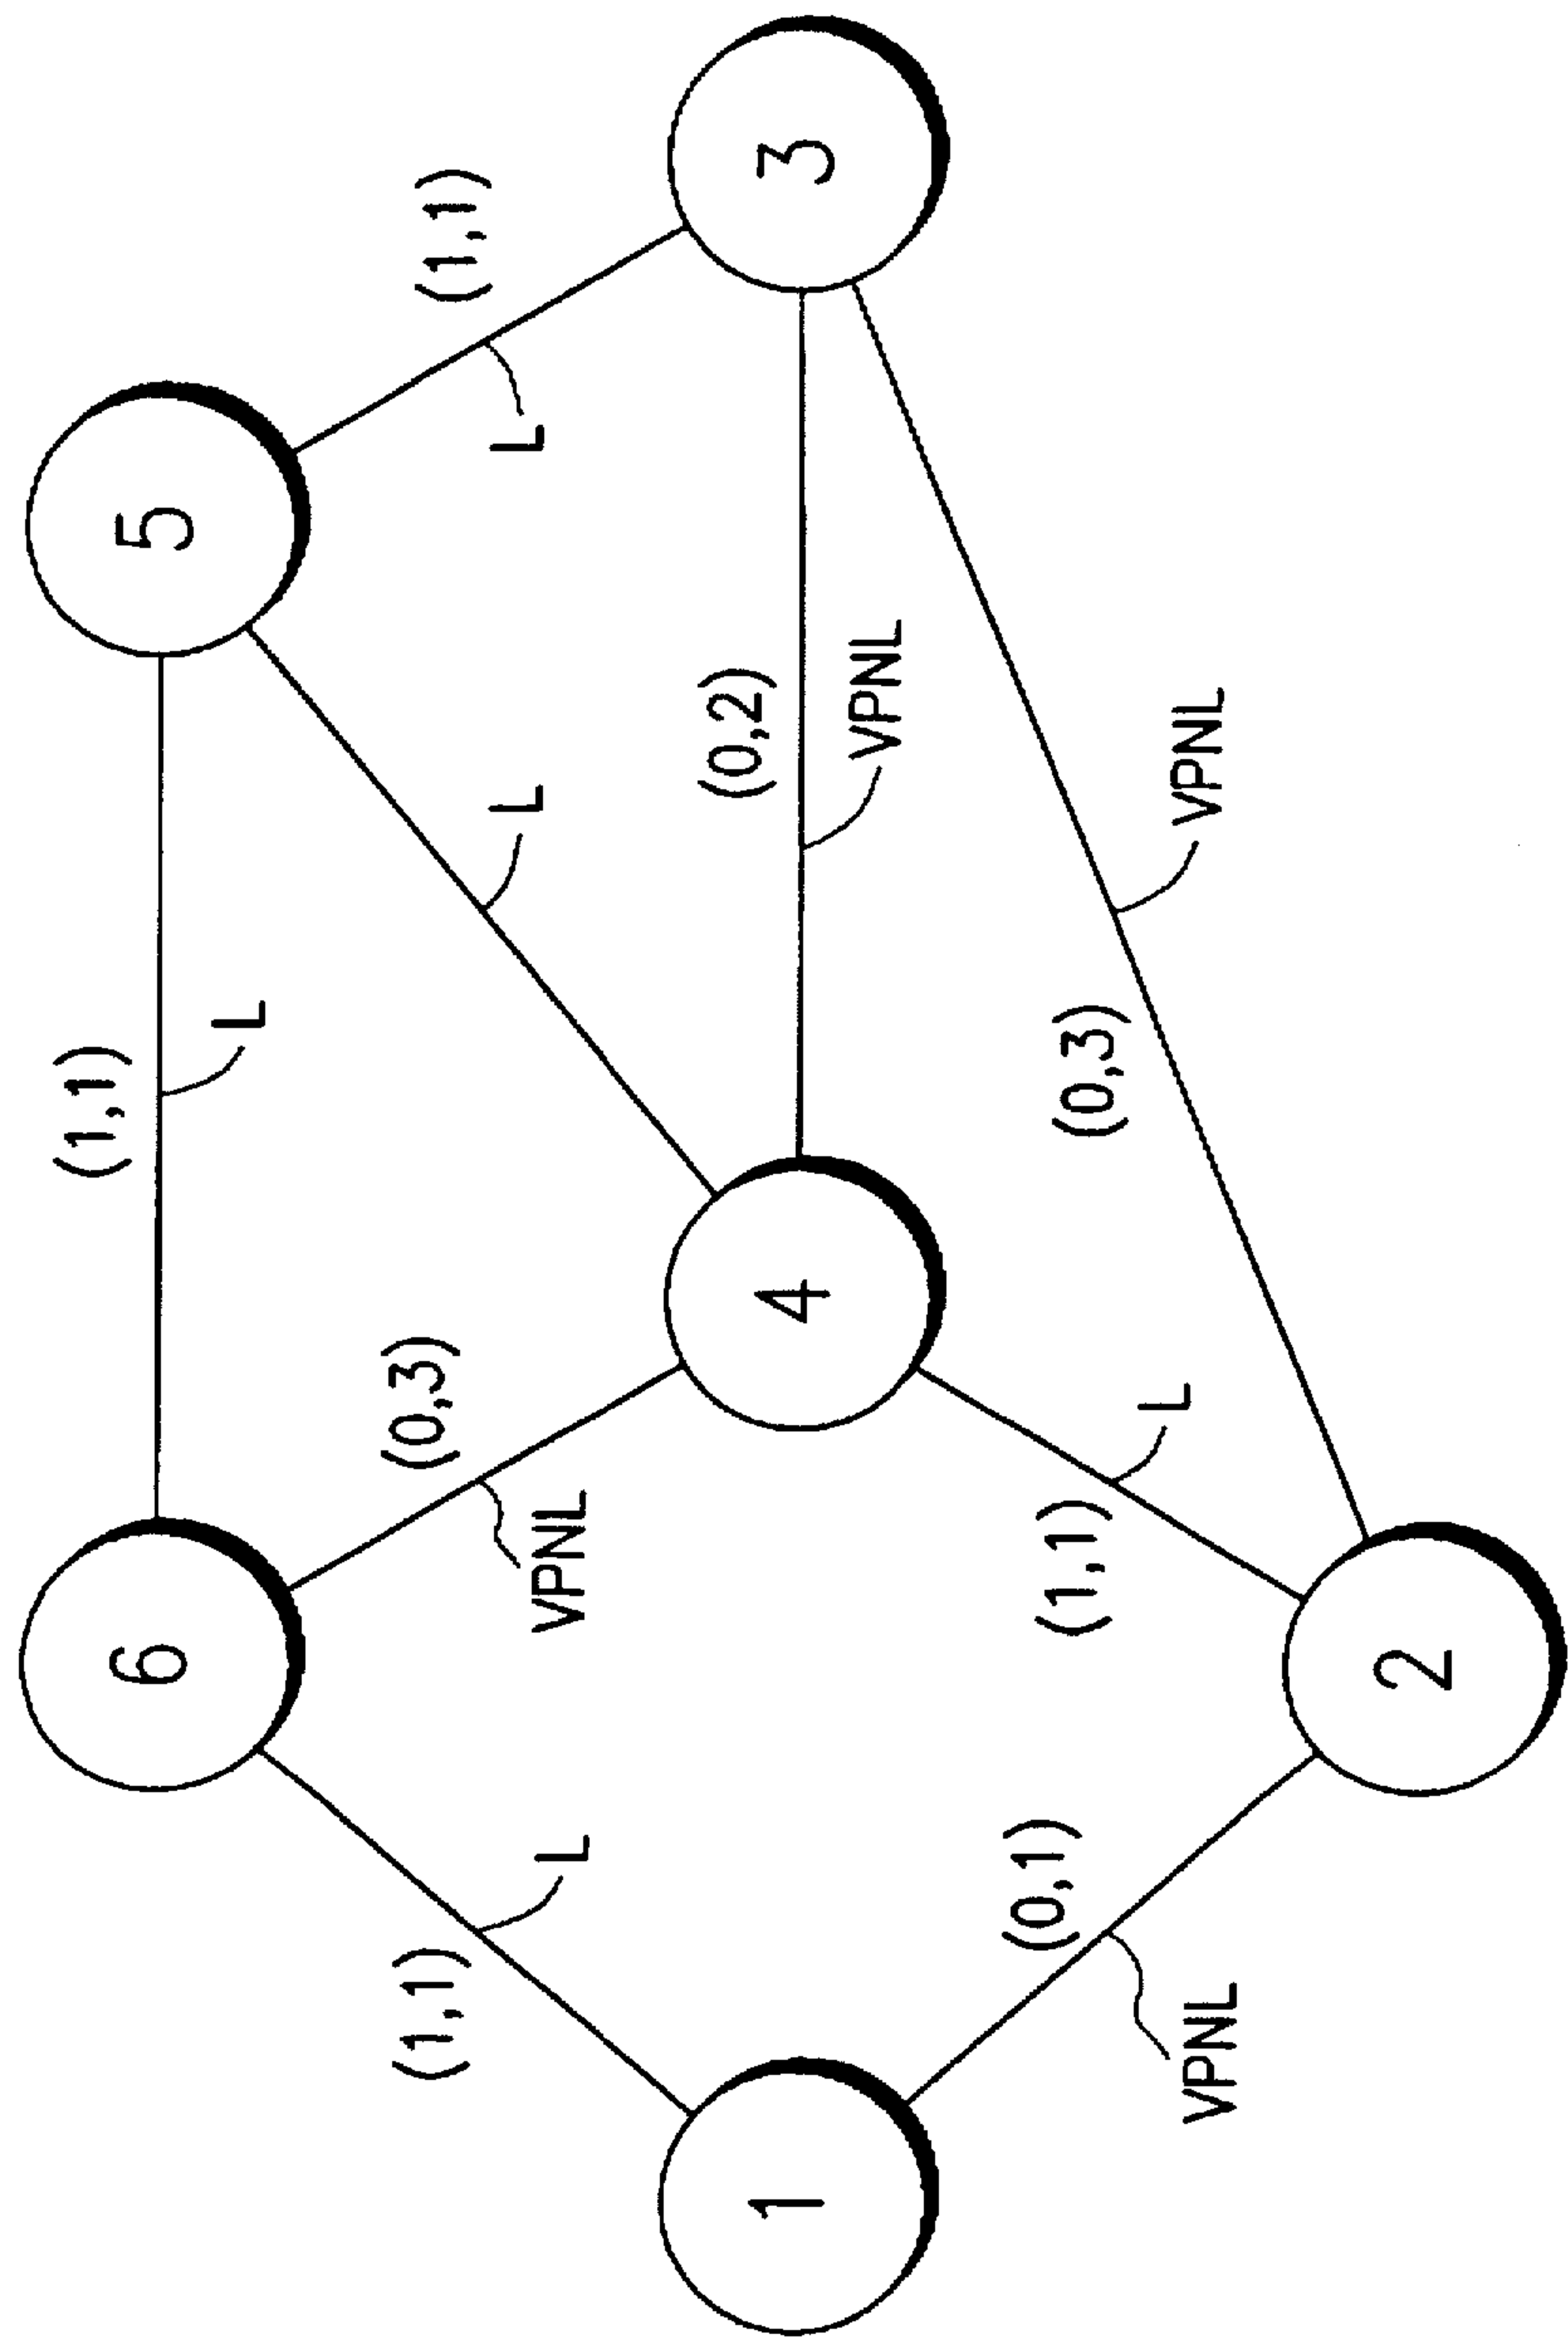 (1,1)
6
5
L
(1,1)
(0,3)
(1,1)
L
VPNL
L
L
(0,2)
1
4
3
VPNL
(0,1)
(1,1)
(0,3)
VPNL
L
VPNL
2